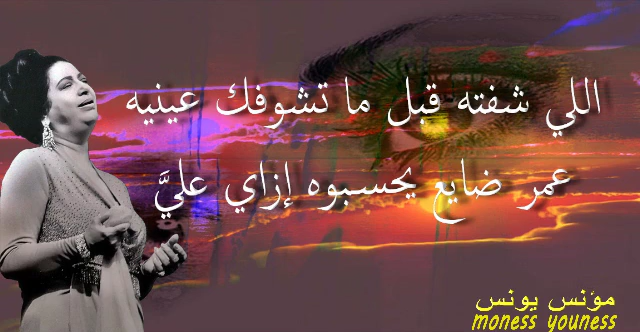 اللي شفته قبل ما تشوفك عينيه
عمر ضايع يحسبوه إزاي عليَّ
مؤنس يونس
moness youness